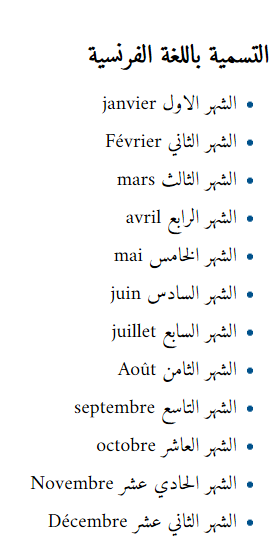 التسمية باللغة الفرنسية
الشهر الاول janvier
الشهر الثاني Février
الشهر الثالث mars
الشهر الرابع avril
الشهر الخامس mai
الشهر السادس juin
الشهر السابع juillet
الشهر الثامن Août
الشهر التاسع septembre
الشهر العاشر octobre
الشهر الحادي عشر Novembre
الشهر الثاني عشر Décembre